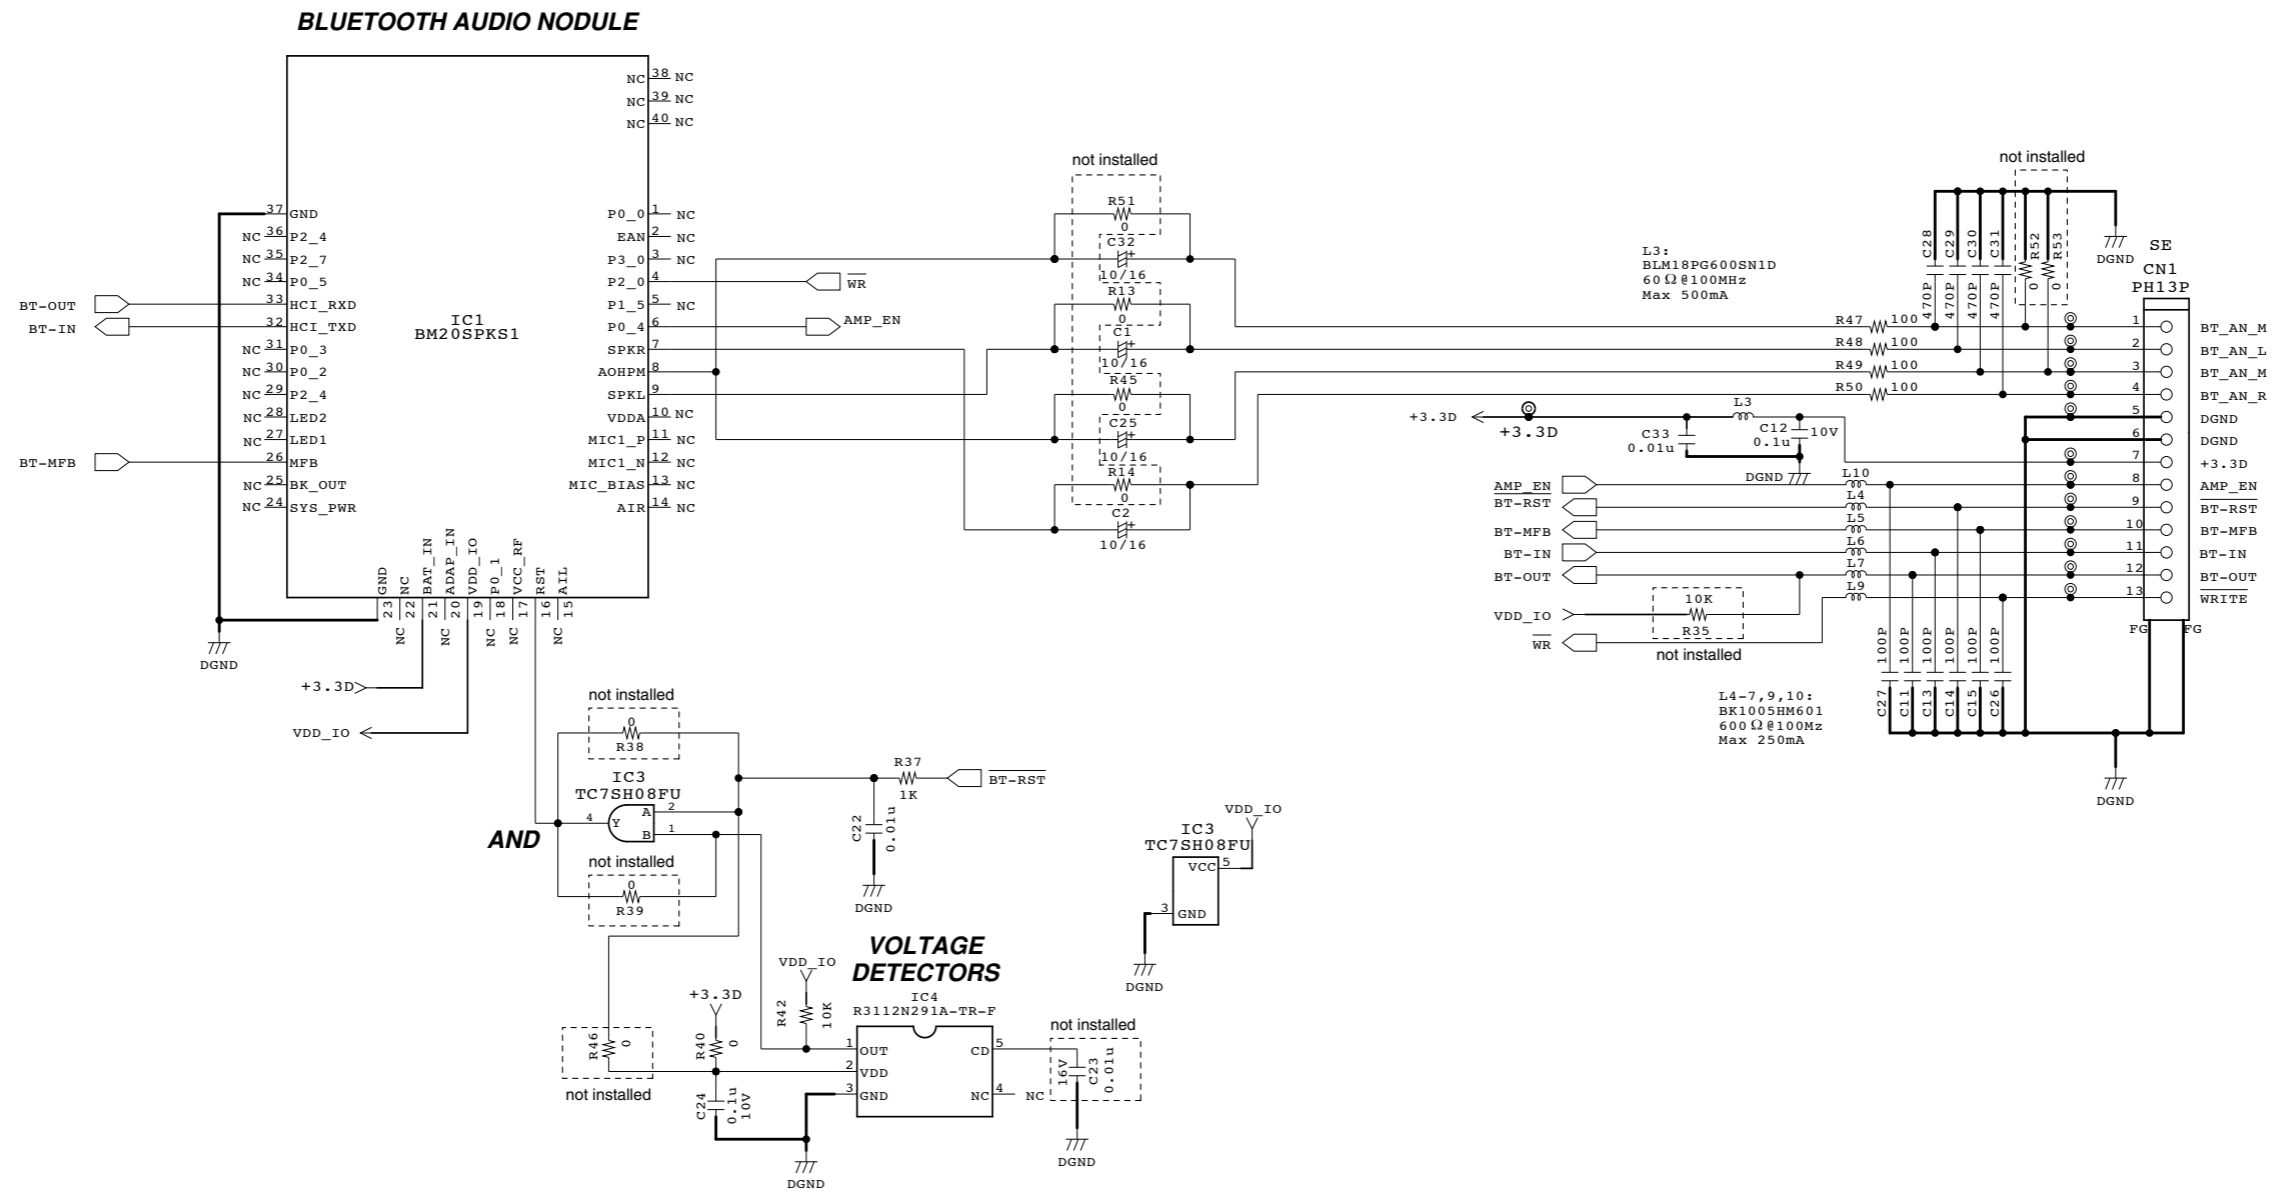 BLUETOOTH AUDIO NODULE
NC 38 NC
NC 39 NC
NC 40 NC
IC1
BM20SPKS1
37 GND
NC 36 P2_4
NC 35 P2_7
NC 34 P0_5
BT-OUT 33 HCI_RXD
BT-IN 32 HCI_TXD
NC 31 P0_3
NC 30 P0_2
NC 29 P2_4
NC 28 LED2
NC 27 LED1
BT-MFB 26 MFB
NC 25 BK_OUT
NC 24 SYS_PWR
P0_0 1 NC
EAN 2 NC
P3_0 3 NC
P2_0 4 WR
P1_5 5 NC
P0_4 6 AMP_EN
SPKR 7
AOHPM 8
SPKL 9
VDDA 10 NC
MIC1_P 11 NC
MIC1_N 12 NC
MIC_BIAS 13 NC
AIR 14 NC
GND 23
NC 22 NC
BAT_IN 21
ADAP_IN 20 NC
VDD_IO 19
P0_1 18 NC
VCC_RF 17 NC
RST 16
AIL 15 NC
DGND
+3.3D
VDD_IO
not installed
R51
0
C32
+
10/16
R13
0
C1
+
10/16
R45
0
C25
+
10/16
R14
0
C2
+
10/16
L3:
BLM18PG600SN1D
60Ω@100MHz
Max 500mA
not installed
C28 470P
C29 470P
C30 470P
C31 470P
R52 0
R53 0
DGND
SE
CN1
PH13P
R47 100 1 BT_AN_M
R48 100 2 BT_AN_L
R49 100 3 BT_AN_M
R50 100 4 BT_AN_R
5 DGND
6 DGND
7 +3.3D
8 AMP_EN
9 BT-RST
10 BT-MFB
11 BT-IN
12 BT-OUT
13 WRITE
FG FG
+3.3D
+3.3D
L3
C33
0.01u
C12 10V
0.1u
DGND
AMP_EN L10
BT-RST L4
BT-MFB L5
BT-IN L6
BT-OUT L7
L9
VDD_IO
10K
R35
not installed
WR
L4-7,9,10:
BK1005HM601
600Ω@100Mz
Max 250mA
C27 100P
C11 100P
C13 100P
C14 100P
C15 100P
C26 100P
DGND
not installed
0
R38
IC3
TC7SH08FU
AND
4 Y
A 2
B 1
not installed
0
R39
R37
1K
BT-RST
C22 0.01u
DGND
IC3
TC7SH08FU
VDD_IO
VCC 5
3 GND
DGND
VOLTAGE
DETECTORS
IC4
R3112N291A-TR-F
VDD_IO
R42 10K
+3.3D
R40 0
R46 0
not installed
C24 0.1u 10V
1 OUT
2 VDD
3 GND
CD 5
NC 4 NC
not installed
16V C23 0.01u
DGND
DGND